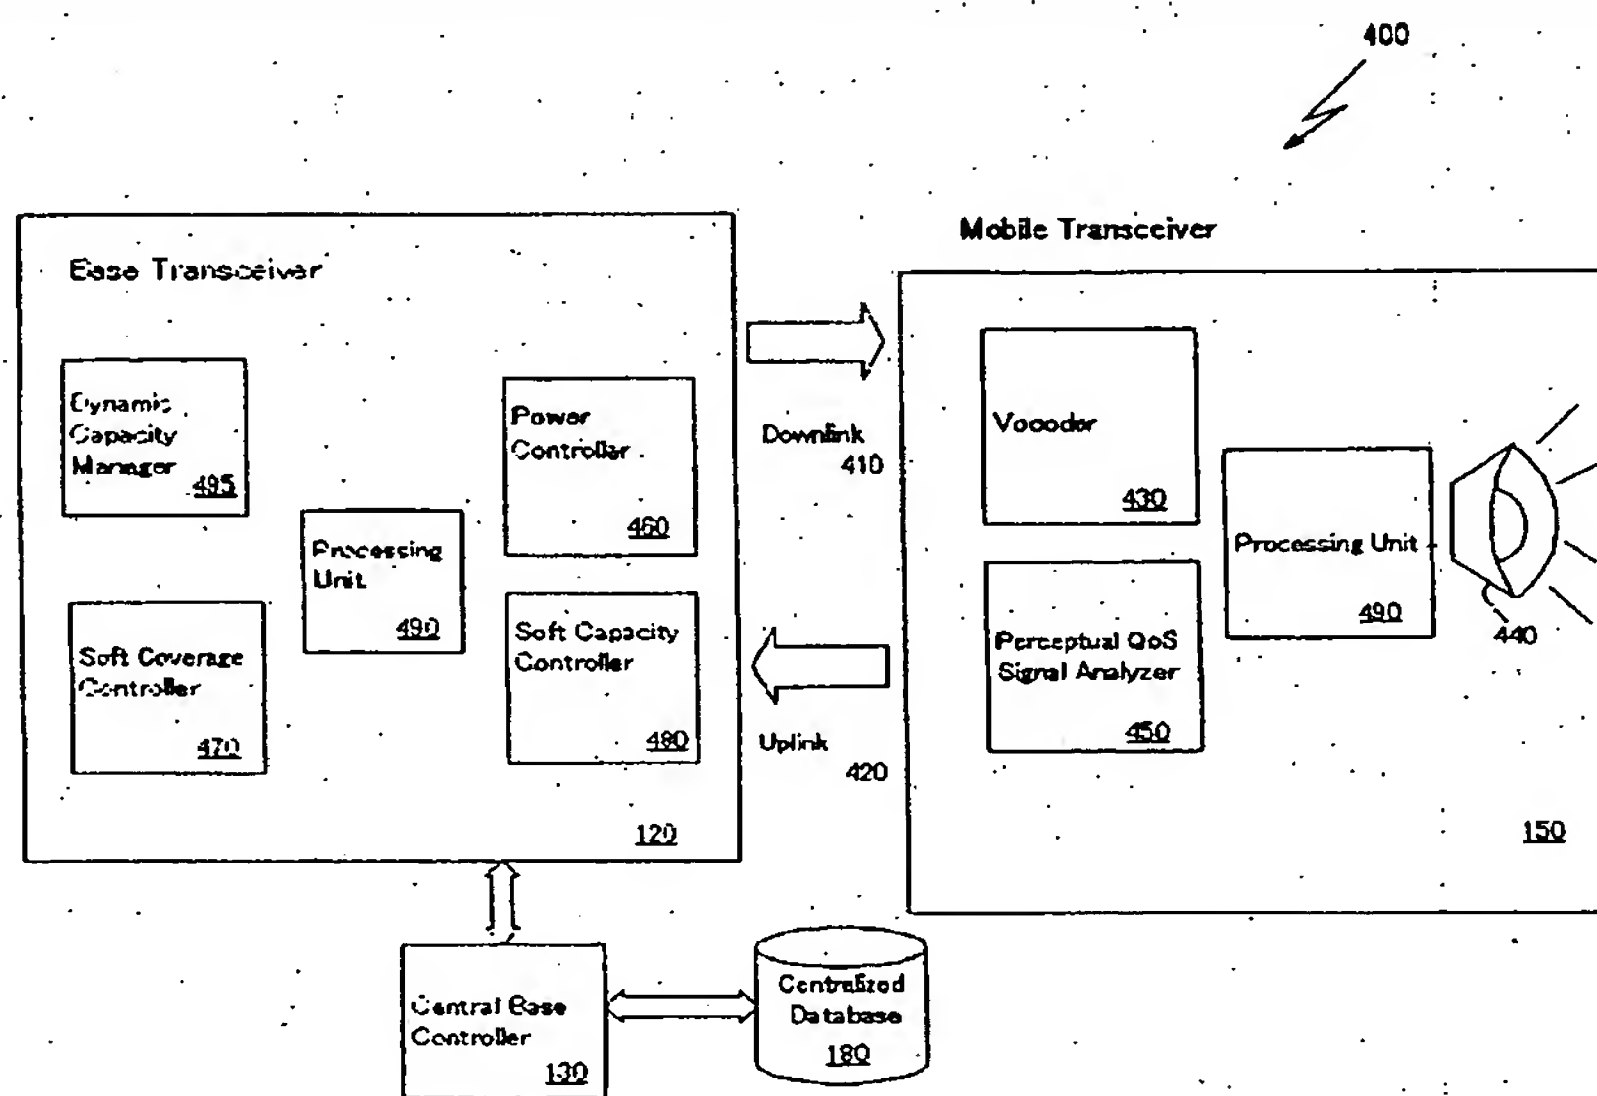 400
Mobile Transceiver
Base Transceiver
Dynamic
Capacity
Manager
495
Power
Controller
460
Processing
Unit
490
Soft Coverage
Controller
470
Soft Capacity
Controller
480
120
Downlink
410
Uplink
420
Vocoder
430
Processing Unit
490
440
Perceptual QoS
Signal Analyzer
450
150
Central Base
Controller
130
Centralized
Database
180